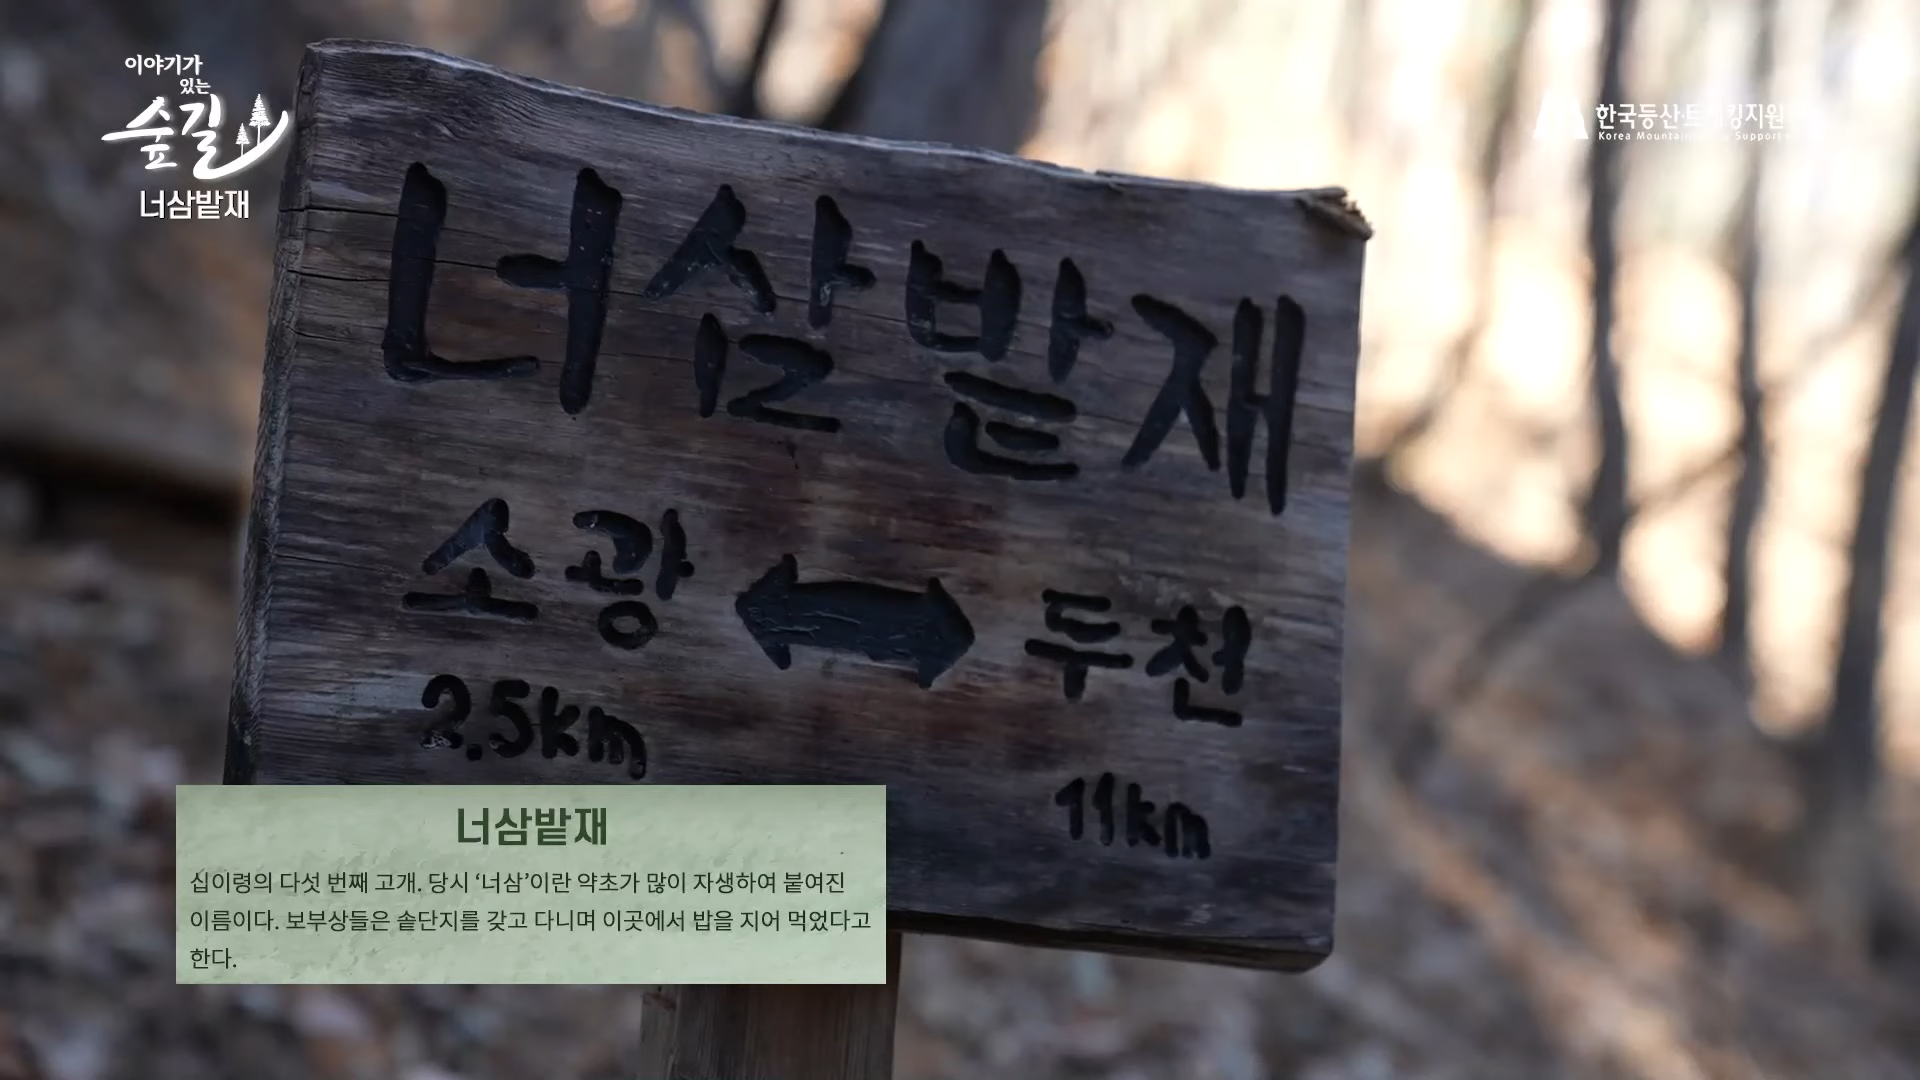 이야기가
있는
숲길
너삼밭재
너삼밭재
소광 두천
2.5km
11km
너삼밭재
십이령의 다섯 번째 고개. 당시 ‘너삼’이란 약초가 많이 자생하여 붙여진
이름이다. 보부상들은 솥단지를 갖고 다니며 이곳에서 밥을 지어 먹었다고
한다.
한국등산·트레킹지원
Korea Mountain Support